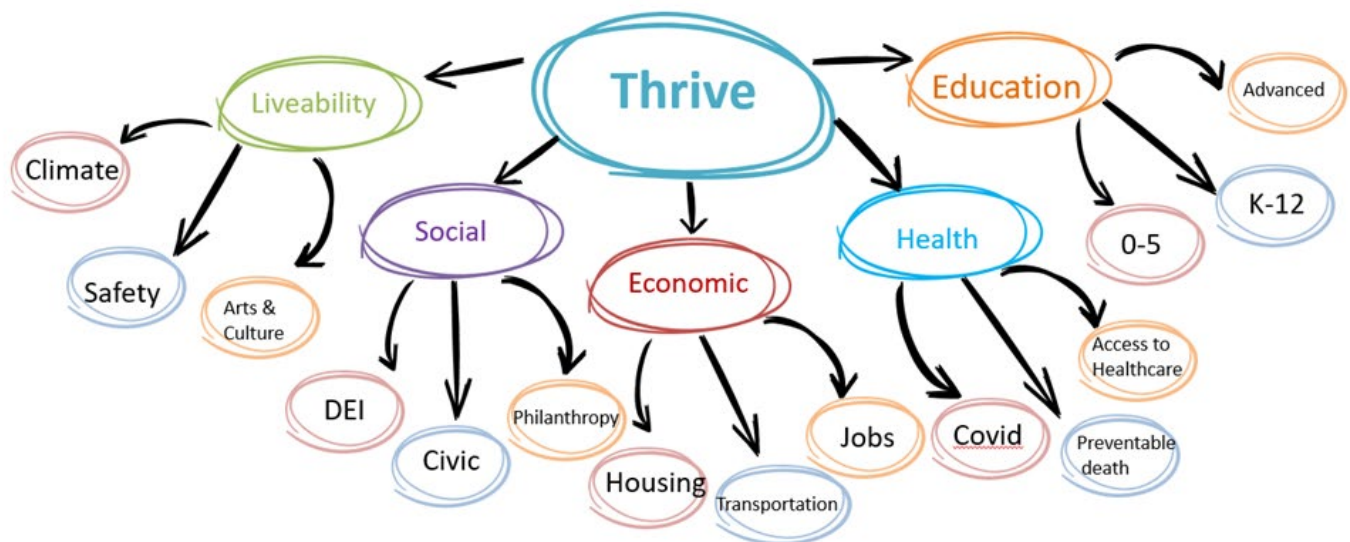 Thrive
Liveability
Education
Advanced
Climate
Social
Health
K-12
0-5
Safety
Arts &
Culture
Economic
Access to
Healthcare
DEI
Civic
Philanthropy
Housing
Transportation
Jobs
Covid
Preventable
death